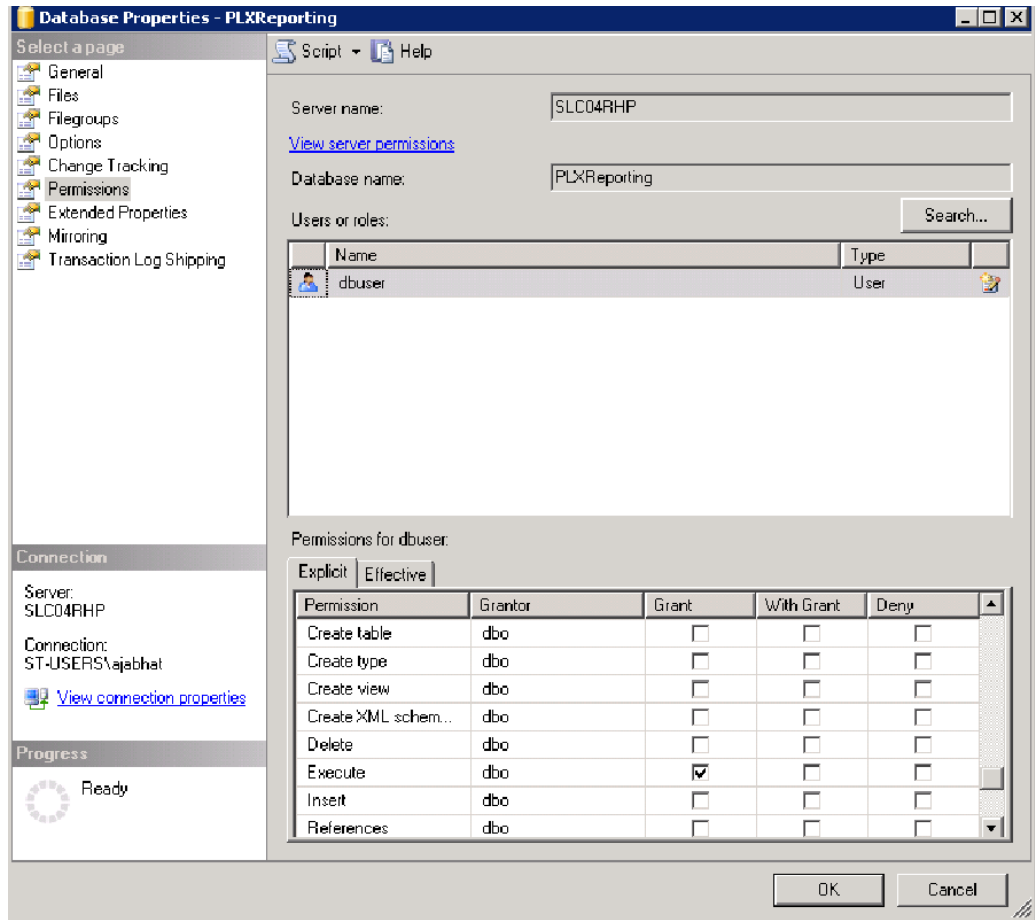 Database Properties - PLXReporting
Select a page
General
Files
Filegroups
Options
Change Tracking
Permissions
Extended Properties
Mirroring
Transaction Log Shipping
Connection
Server:
SLC04RHP
Connection:
ST-USERS\ajabhat
View connection properties
Progress
Ready
Script Help
Server name: SLC04RHP
View server permissions
Database name: PLXReporting
Users or roles: Search...
Name Type
dbuser User
Permissions for dbuser:
Explicit Effective
Permission Grantor Grant With Grant Deny
Create table dbo
Create type dbo
Create view dbo
Create XML schem... dbo
Delete dbo
Execute dbo
Insert dbo
References dbo
OK Cancel